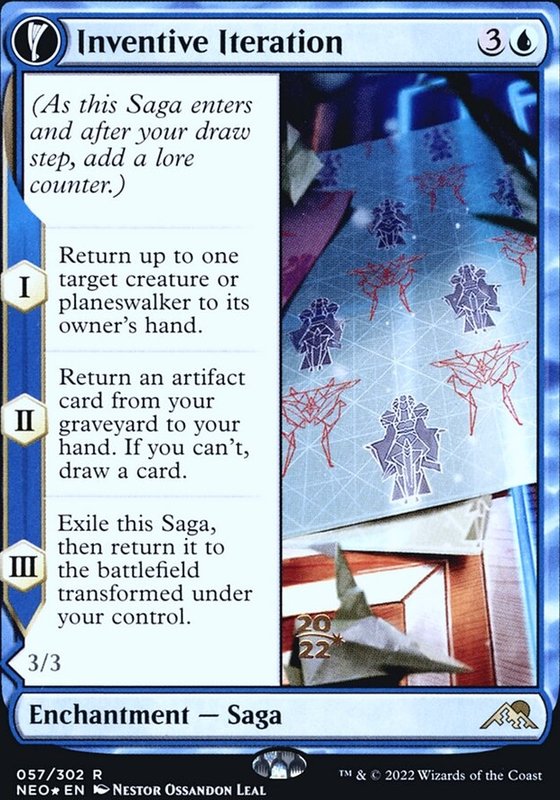 Inventive Iteration 3
(As this Saga enters
and after your draw
step, add a lore
counter.)
I
Return up to one
target creature or
planeswalker to its
owner's hand.
II
Return an artifact
card from your
graveyard to your
hand. If you can't,
draw a card.
III
Exile this Saga,
then return it to
the battlefield
transformed under
your control.
3/3
20
22
Enchantment — Saga
057/302 R
NEO★EN Nestor Ossandon Leal
™ & © 2022 Wizards of the Coast